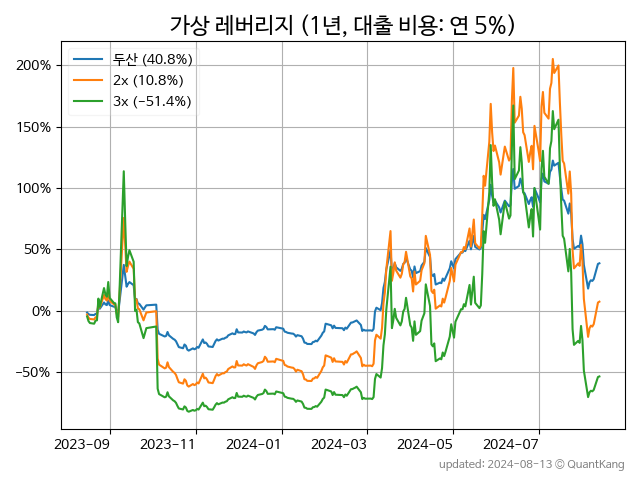 가상 레버리지 (1년, 대출 비용: 연 5%)
두산 (40.8%)
2x (10.8%)
3x (−51.4%)
200%
150%
100%
50%
0%
−50%
2023-09 2023-11 2024-01 2024-03 2024-05 2024-07
updated: 2024-08-13 © QuantKang